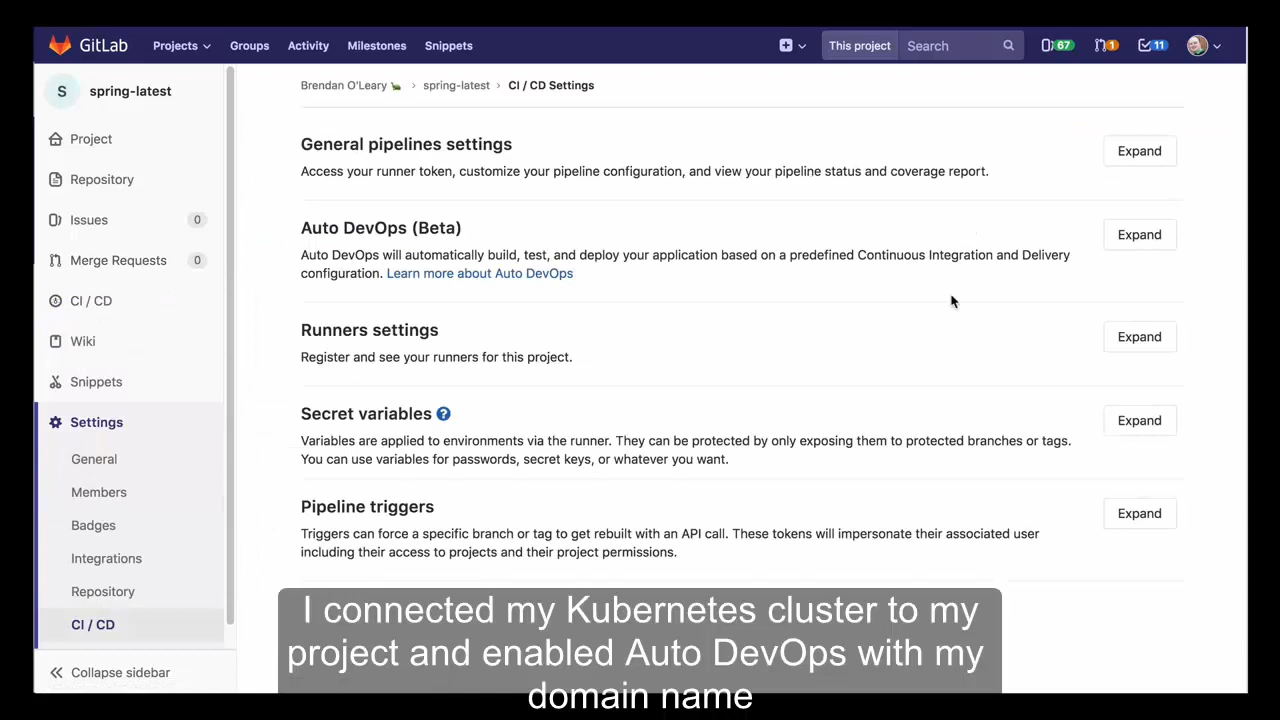 GitLab Projects Groups Activity Milestones Snippets This project Search 67 1 11
S spring-latest
Brendan O'Leary › spring-latest › CI / CD Settings
Project
Repository
Issues 0
Merge Requests 0
CI / CD
Wiki
Snippets
Settings
General
Members
Badges
Integrations
Repository
CI / CD
Collapse sidebar
General pipelines settings
Expand
Access your runner token, customize your pipeline configuration, and view your pipeline status and coverage report.
Auto DevOps (Beta)
Expand
Auto DevOps will automatically build, test, and deploy your application based on a predefined Continuous Integration and Delivery
configuration. Learn more about Auto DevOps
Runners settings
Expand
Register and see your runners for this project.
Secret variables ?
Expand
Variables are applied to environments via the runner. They can be protected by only exposing them to protected branches or tags.
You can use variables for passwords, secret keys, or whatever you want.
Pipeline triggers
Expand
Triggers can force a specific branch or tag to get rebuilt with an API call. These tokens will impersonate their associated user
including their access to projects and their project permissions.
I connected my Kubernetes cluster to my
project and enabled Auto DevOps with my
domain name